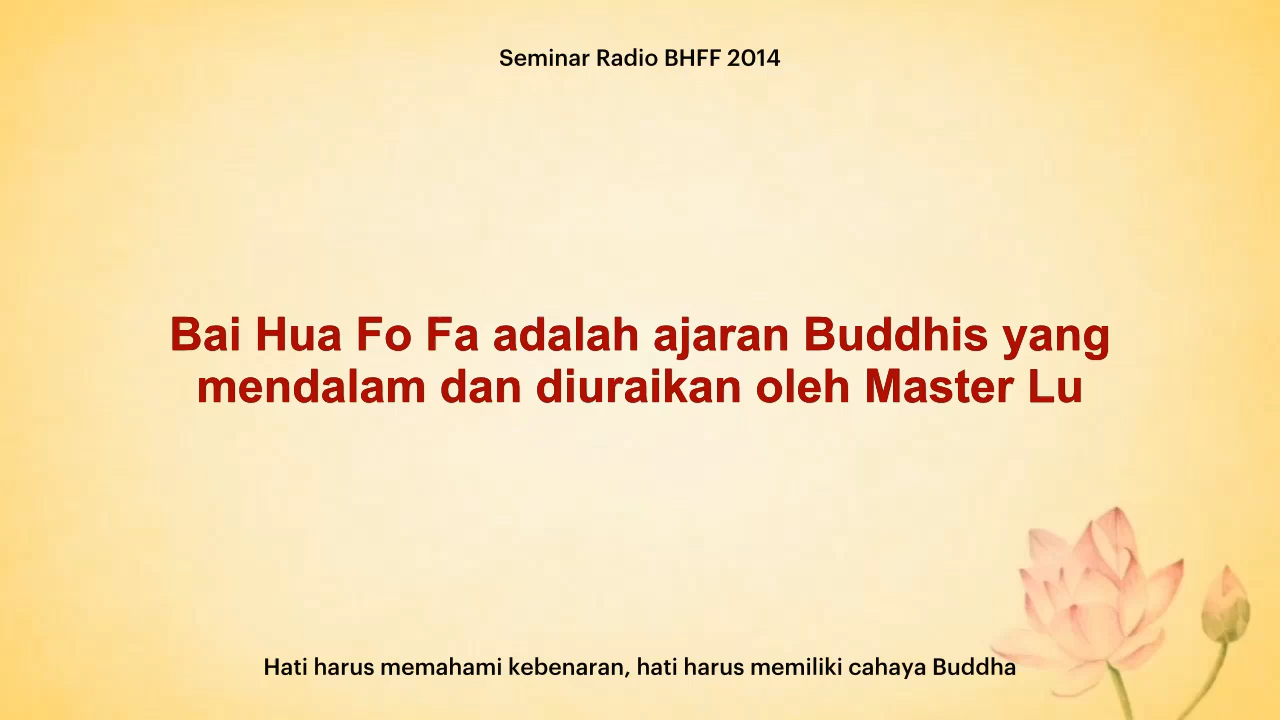 Seminar Radio BHFF 2014
Bai Hua Fo Fa adalah ajaran Buddhis yang
mendalam dan diuraikan oleh Master Lu
Hati harus memahami kebenaran, hati harus memiliki cahaya Buddha